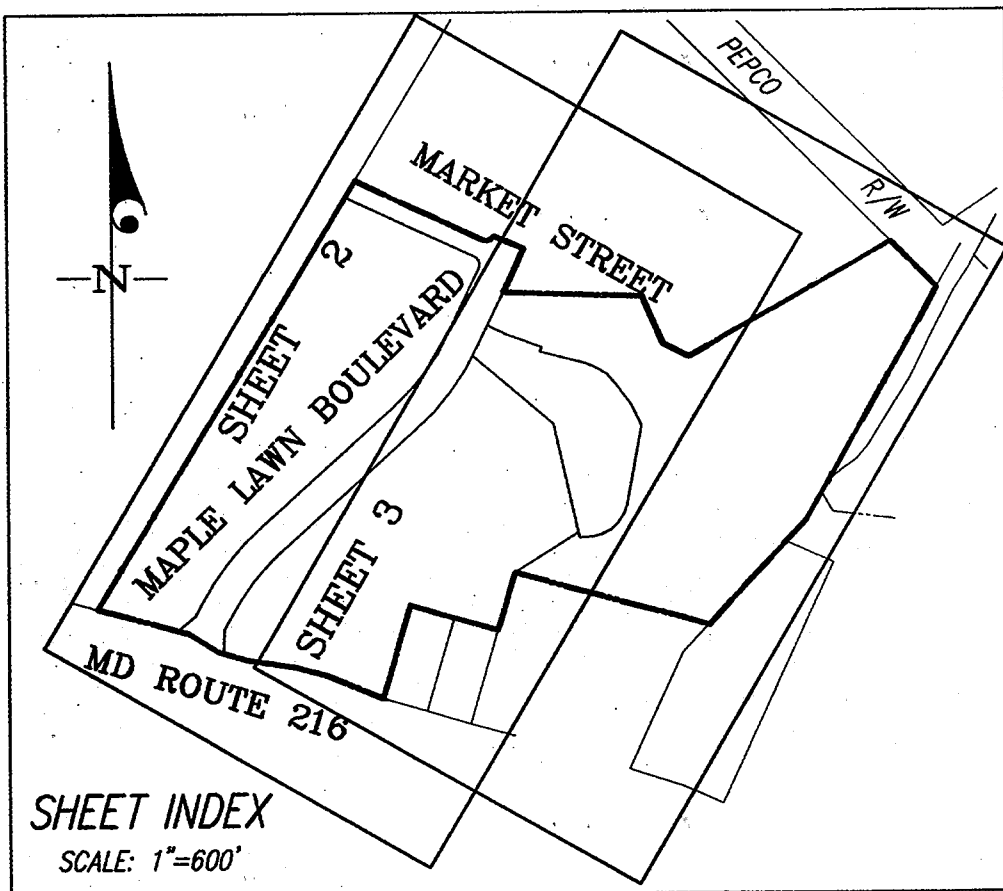 PEPCO
R/W
MARKET STREET
N
SHEET 2
MAPLE LAWN BOULEVARD
SHEET 3
MD ROUTE 216
SHEET INDEX
SCALE: 1"=600'